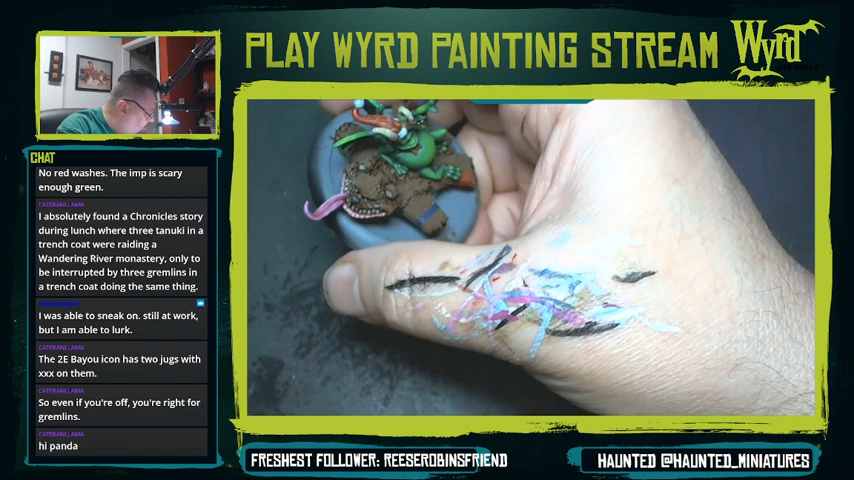 PLAY WYRD PAINTING STREAM
Wyrd
CHAT
No red washes. The imp is scary
enough green.
CATERANLLAMA
I absolutely found a Chronicles story
during lunch where three tanuki in a
trench coat were raiding a
Wandering River monastery, only to
be interrupted by three gremlins in
a trench coat doing the same thing.
I was able to sneak on. still at work,
but I am able to lurk.
CATERANLLAMA
The 2E Bayou icon has two jugs with
xxx on them.
CATERANLLAMA
So even if you're off, you're right for
gremlins.
CATERANLLAMA
hi panda
FRESHEST FOLLOWER: REESEROBINSFRIEND
HAUNTED @HAUNTED_MINIATURES